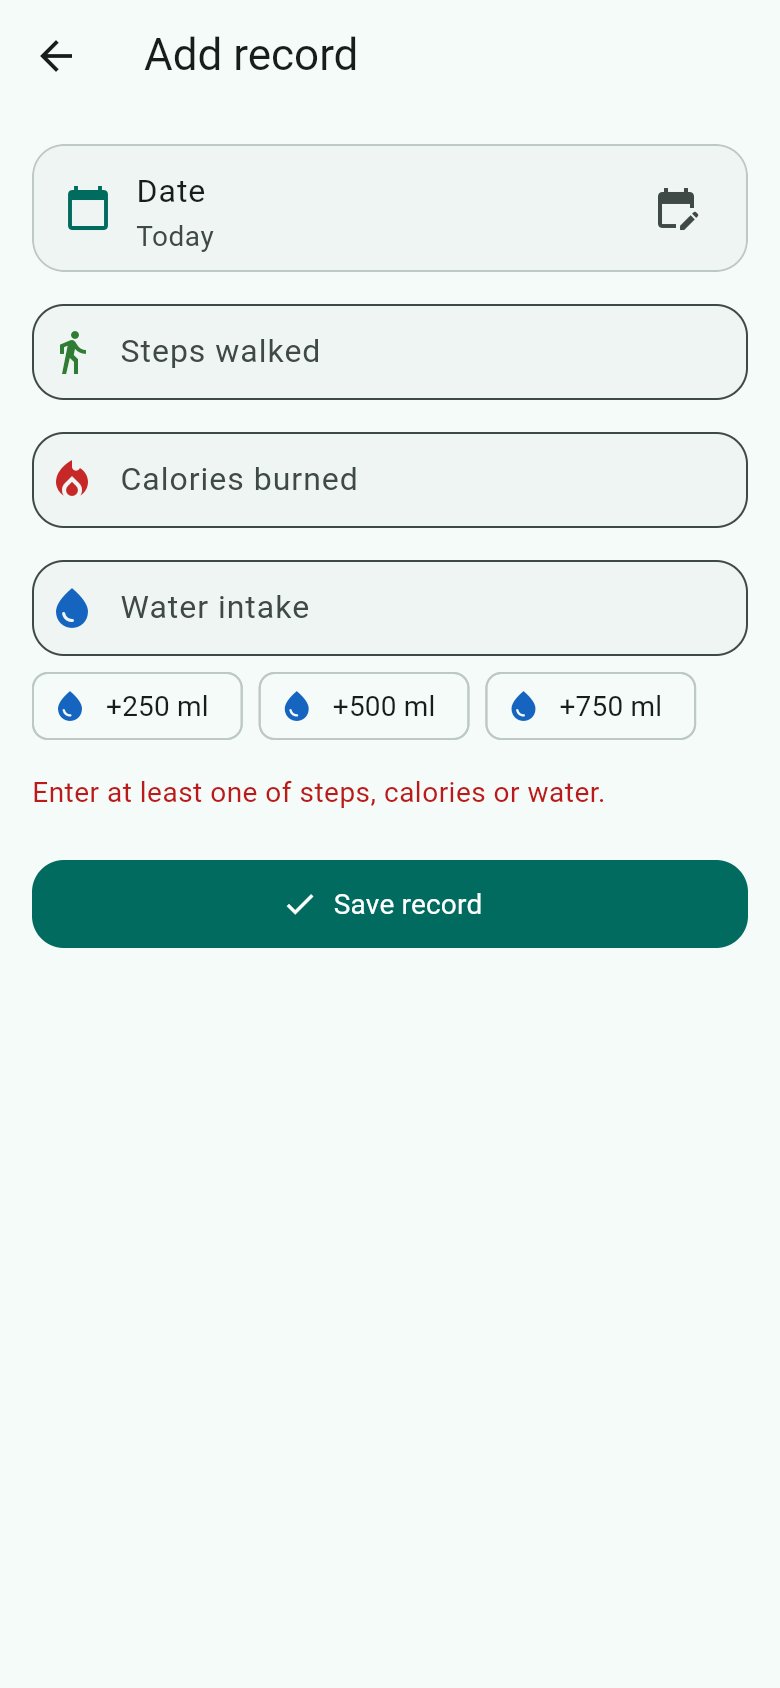 Add record
Date
Today
Steps walked
Calories burned
Water intake
+250 ml +500 ml +750 ml
Enter at least one of steps, calories or water.
Save record